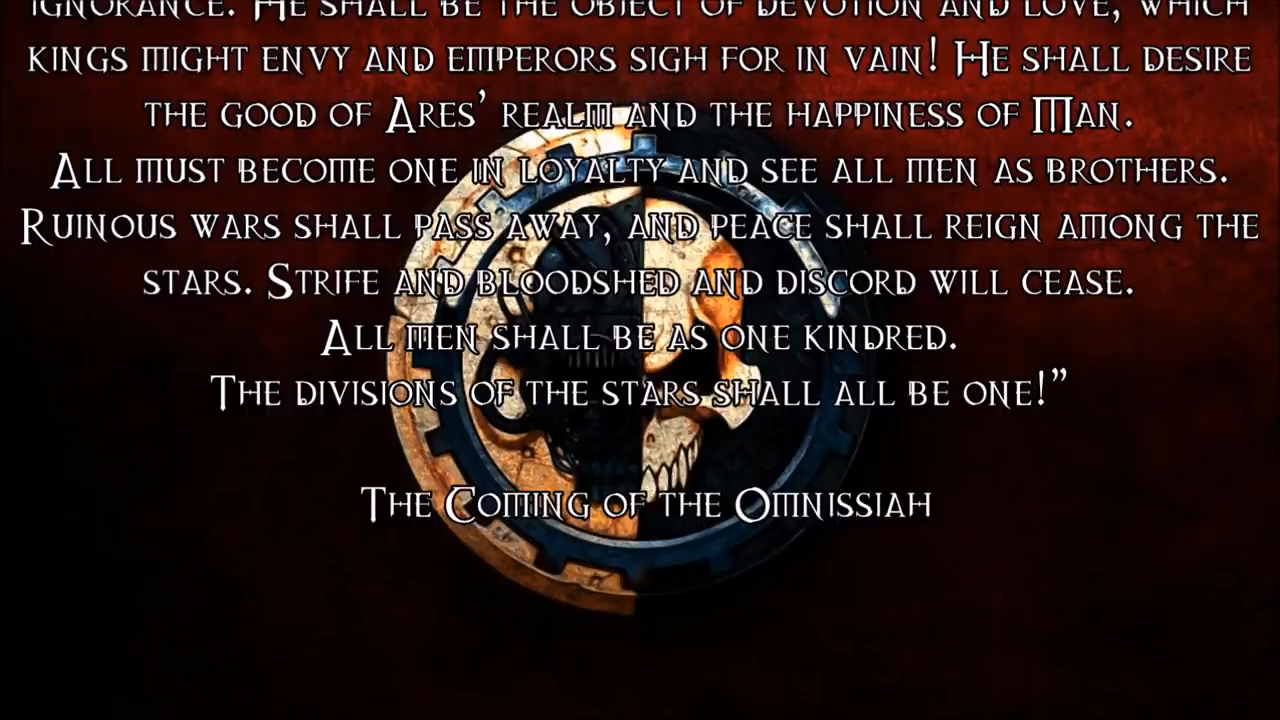 ignorance. He shall be the object of devotion and love, which
kings might envy and emperors sigh for in vain! He shall desire
the good of Ares' realm and the happiness of Man.
All must become one in loyalty and see all men as brothers.
Ruinous wars shall pass away, and peace shall reign among the
stars. Strife and bloodshed and discord will cease.
All men shall be as one kindred.
The divisions of the stars shall all be one!”
The Coming of the Omnissiah